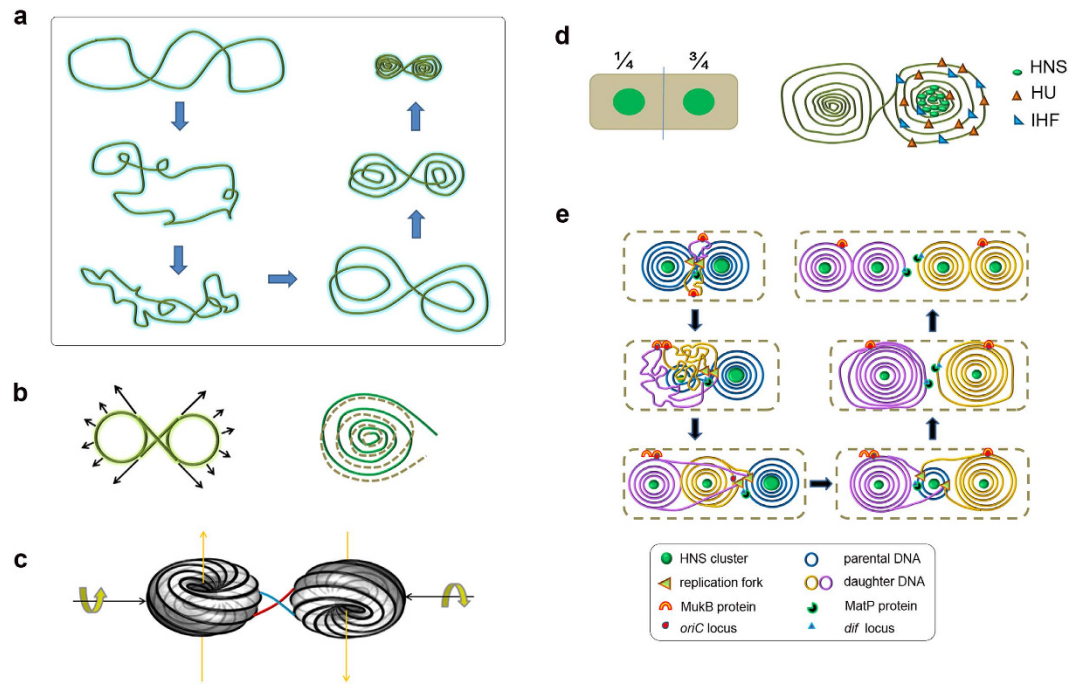 a
b
c
d
¼ ¾
HNS
HU
IHF
e
HNS cluster
replication fork
MukB protein
oriC locus
parental DNA
daughter DNA
MatP protein
dif locus